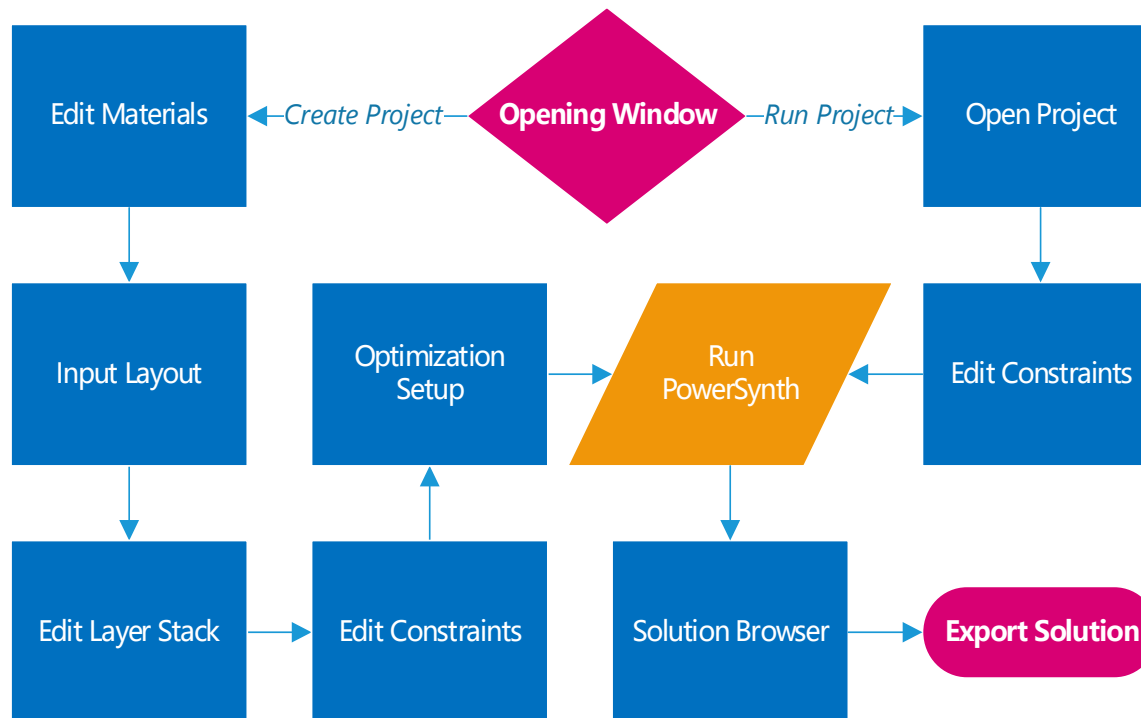 Edit Materials
Create Project
Opening Window
Run Project
Open Project
Input Layout
Optimization
Setup
Run
PowerSynth
Edit Constraints
Edit Layer Stack
Edit Constraints
Solution Browser
Export Solution